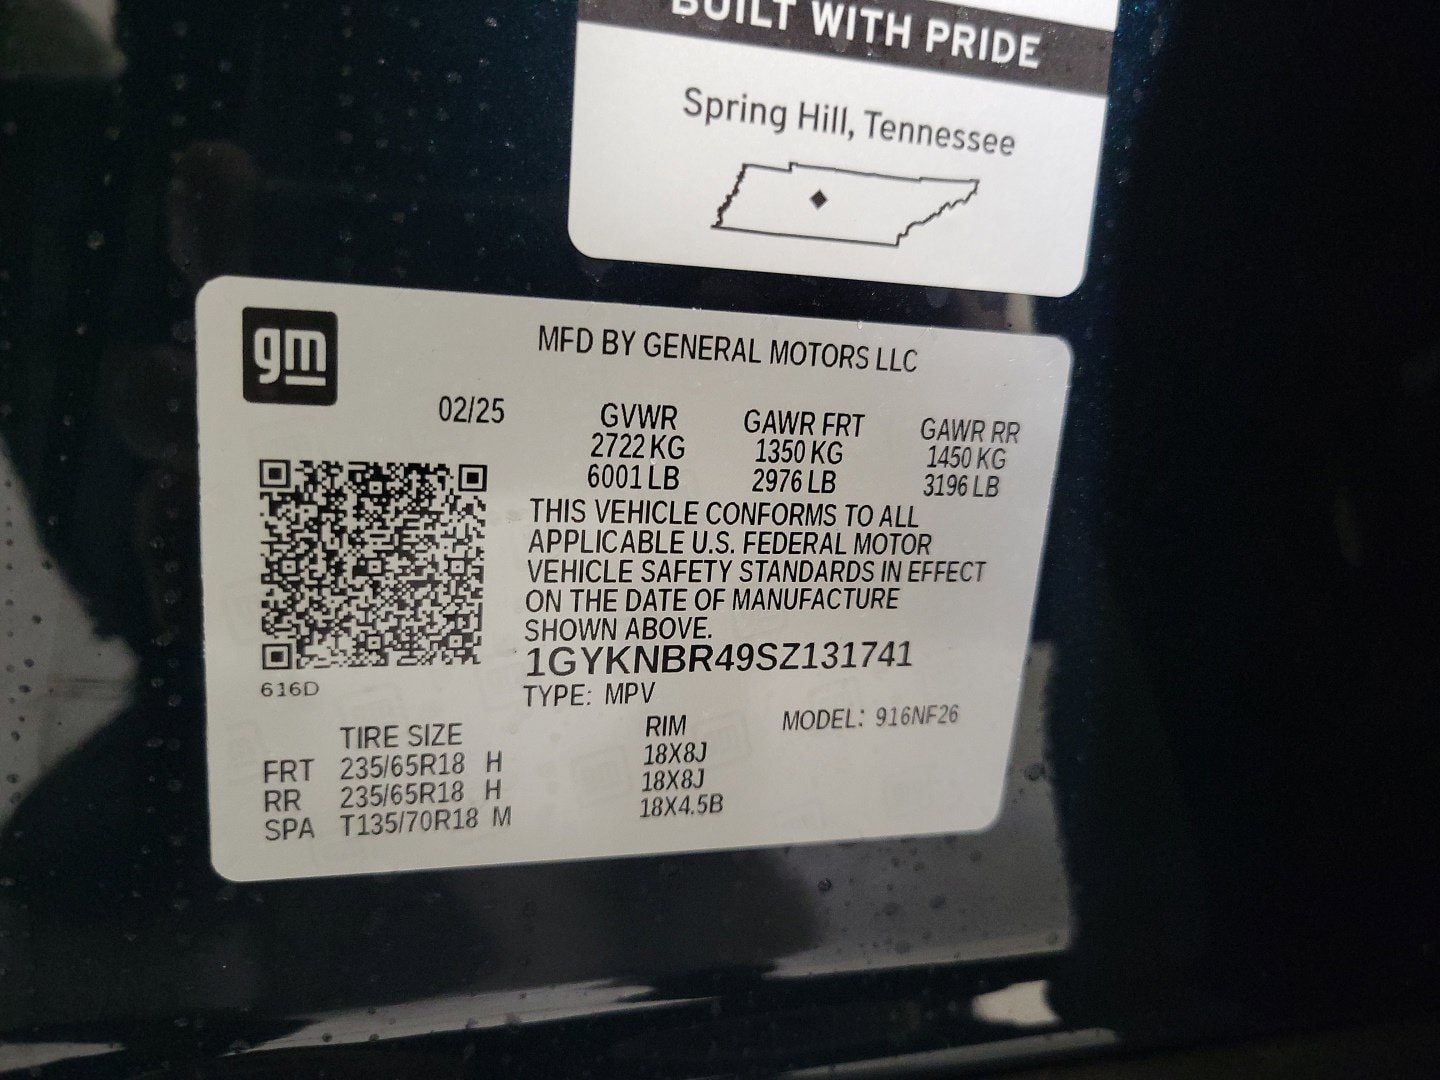 BUILT WITH PRIDE
Spring Hill, Tennessee
gm
MFD BY GENERAL MOTORS LLC
02/25
GVWR GAWR FRT GAWR RR
2722 KG 1350 KG 1450 KG
6001 LB 2976 LB 3196 LB
THIS VEHICLE CONFORMS TO ALL
APPLICABLE U.S. FEDERAL MOTOR
VEHICLE SAFETY STANDARDS IN EFFECT
ON THE DATE OF MANUFACTURE
SHOWN ABOVE.
1GYKNBR49SZ131741
616D
TYPE: MPV
MODEL: 916NF26
TIRE SIZE RIM
FRT 235/65R18 H 18X8J
RR 235/65R18 H 18X8J
SPA T135/70R18 M 18X4.5B